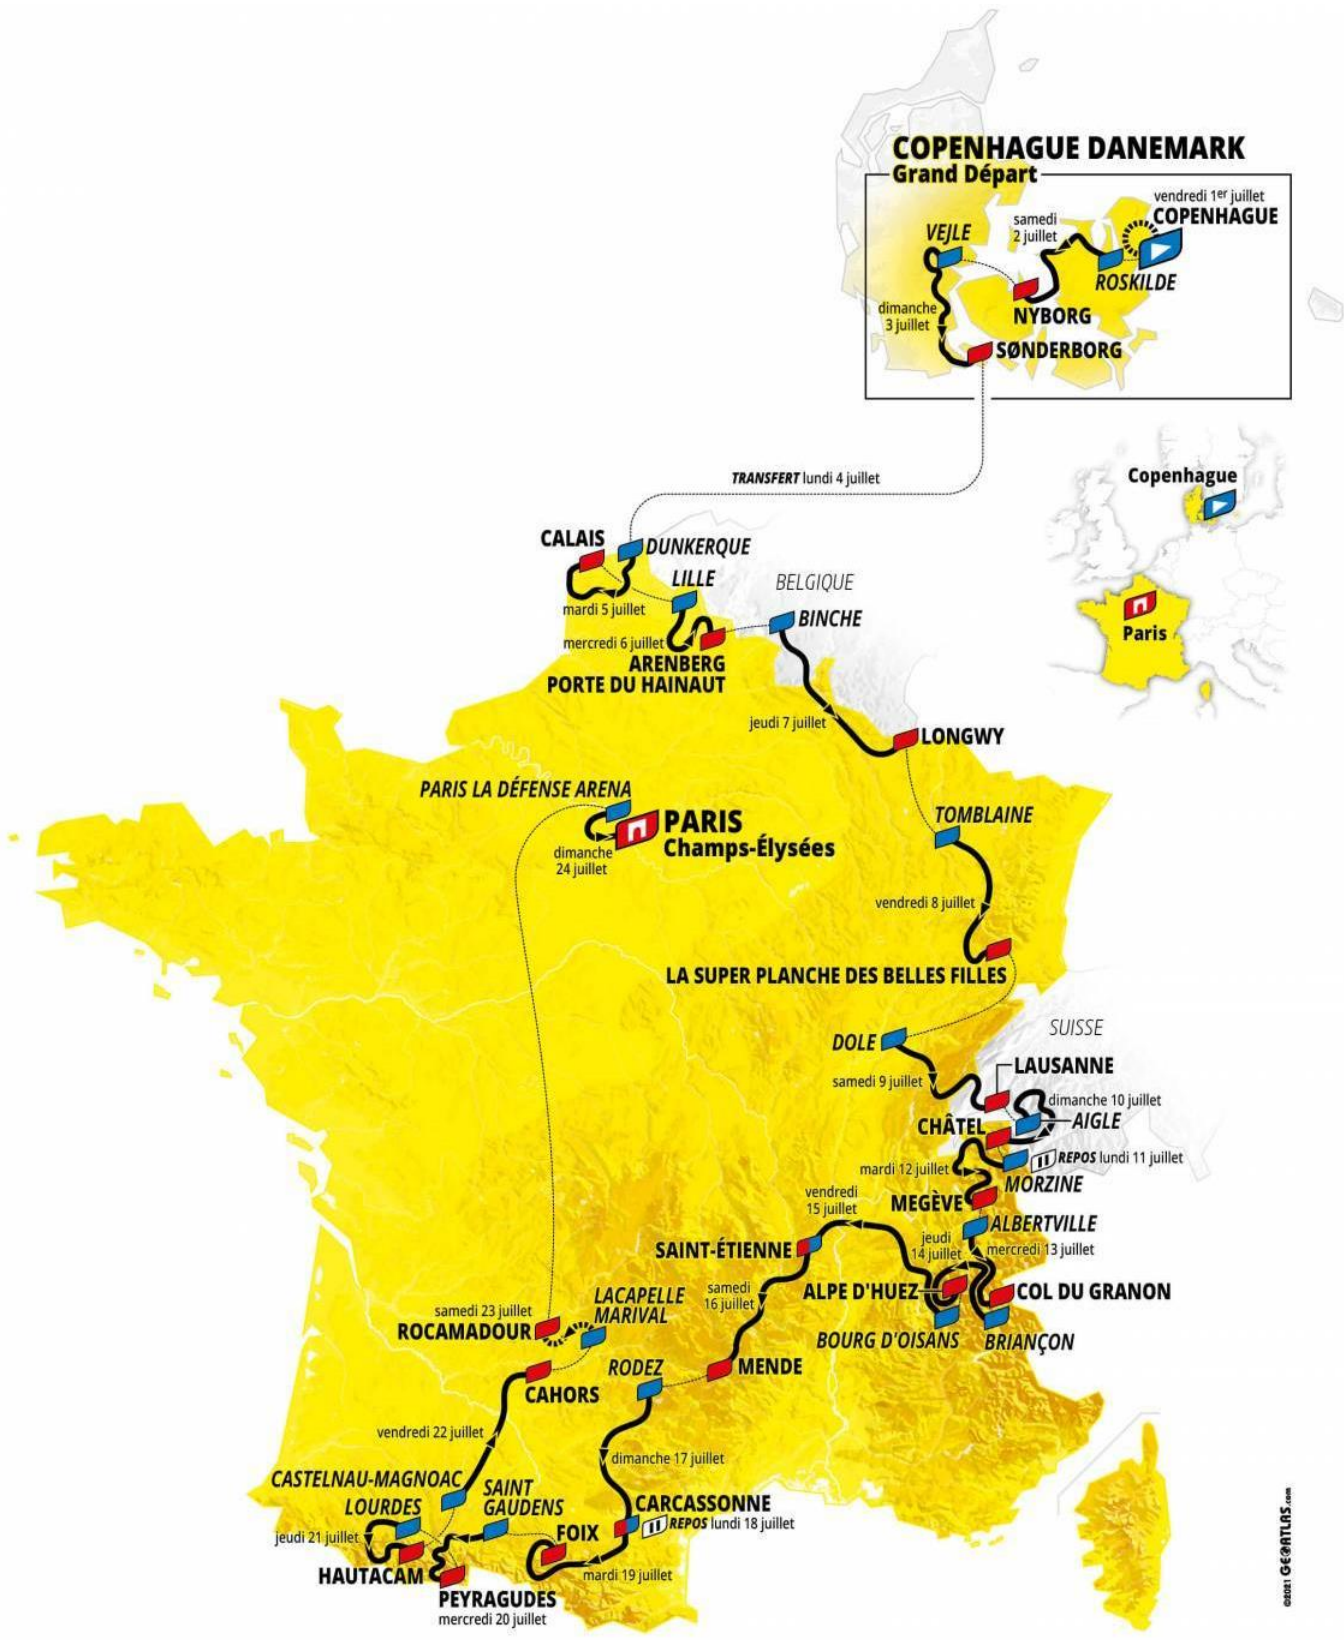 COPENHAGUE DANEMARK
Grand Départ
vendredi 1er juillet
COPENHAGUE
samedi
2 juillet
VEJLE
ROSKILDE
NYBORG
dimanche
3 juillet
SØNDERBORG
TRANSFERT lundi 4 juillet
Copenhague
Paris
CALAIS
DUNKERQUE
LILLE
BELGIQUE
mardi 5 juillet
BINCHE
mercredi 6 juillet
ARENBERG
PORTE DU HAINAUT
jeudi 7 juillet
LONGWY
PARIS LA DÉFENSE ARENA
PARIS
Champs-Élysées
dimanche
24 juillet
TOMBLAINE
vendredi 8 juillet
LA SUPER PLANCHE DES BELLES FILLES
SUISSE
DOLE
samedi 9 juillet
LAUSANNE
dimanche 10 juillet
AIGLE
CHÂTEL
REPOS lundi 11 juillet
mardi 12 juillet
MORZINE
MEGÈVE
ALBERTVILLE
mercredi 13 juillet
jeudi
14 juillet
vendredi
15 juillet
SAINT-ÉTIENNE
ALPE D'HUEZ
COL DU GRANON
BOURG D'OISANS
BRIANÇON
samedi
16 juillet
LACAPELLE
MARIVAL
samedi 23 juillet
ROCAMADOUR
RODEZ
MENDE
CAHORS
vendredi 22 juillet
dimanche 17 juillet
CASTELNAU-MAGNOAC
LOURDES
SAINT
GAUDENS
CARCASSONNE
REPOS lundi 18 juillet
jeudi 21 juillet
FOIX
mardi 19 juillet
HAUTACAM
PEYRAGUDES
mercredi 20 juillet
©2021 GEOATLAS.com